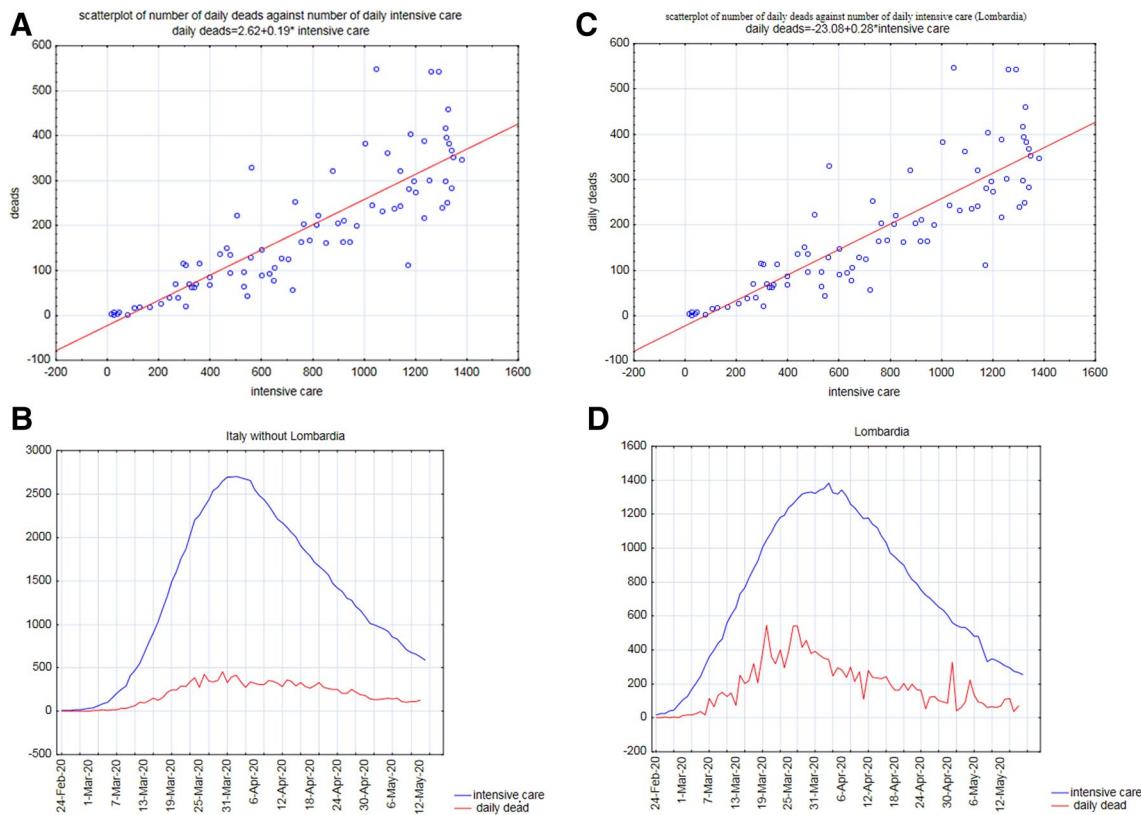 A
scatterplot of number of daily deads against number of daily intensive care
daily deads=2.62+0.19* intensive care
600
500
400
300
200
100
0
-100
deads
-200 0 200 400 600 800 1000 1200 1400 1600
intensive care
C
scatterplot of number of daily deads against number of daily intensive care (Lombardia)
daily deads=-23.08+0.28*intensive care
600
500
400
300
200
100
0
-100
daily deads
-200 0 200 400 600 800 1000 1200 1400 1600
intensive care
B
Italy without Lombardia
3000
2500
2000
1500
1000
500
0
-500
24-Feb-20
1-Mar-20
7-Mar-20
13-Mar-20
19-Mar-20
25-Mar-20
31-Mar-20
6-Apr-20
12-Apr-20
18-Apr-20
24-Apr-20
30-Apr-20
6-May-20
12-May-20
intensive care
daily dead
D
Lombardia
1600
1400
1200
1000
800
600
400
200
0
-200
24-Feb-20
1-Mar-20
7-Mar-20
13-Mar-20
19-Mar-20
25-Mar-20
31-Mar-20
6-Apr-20
12-Apr-20
18-Apr-20
24-Apr-20
30-Apr-20
6-May-20
12-May-20
intensive care
daily dead